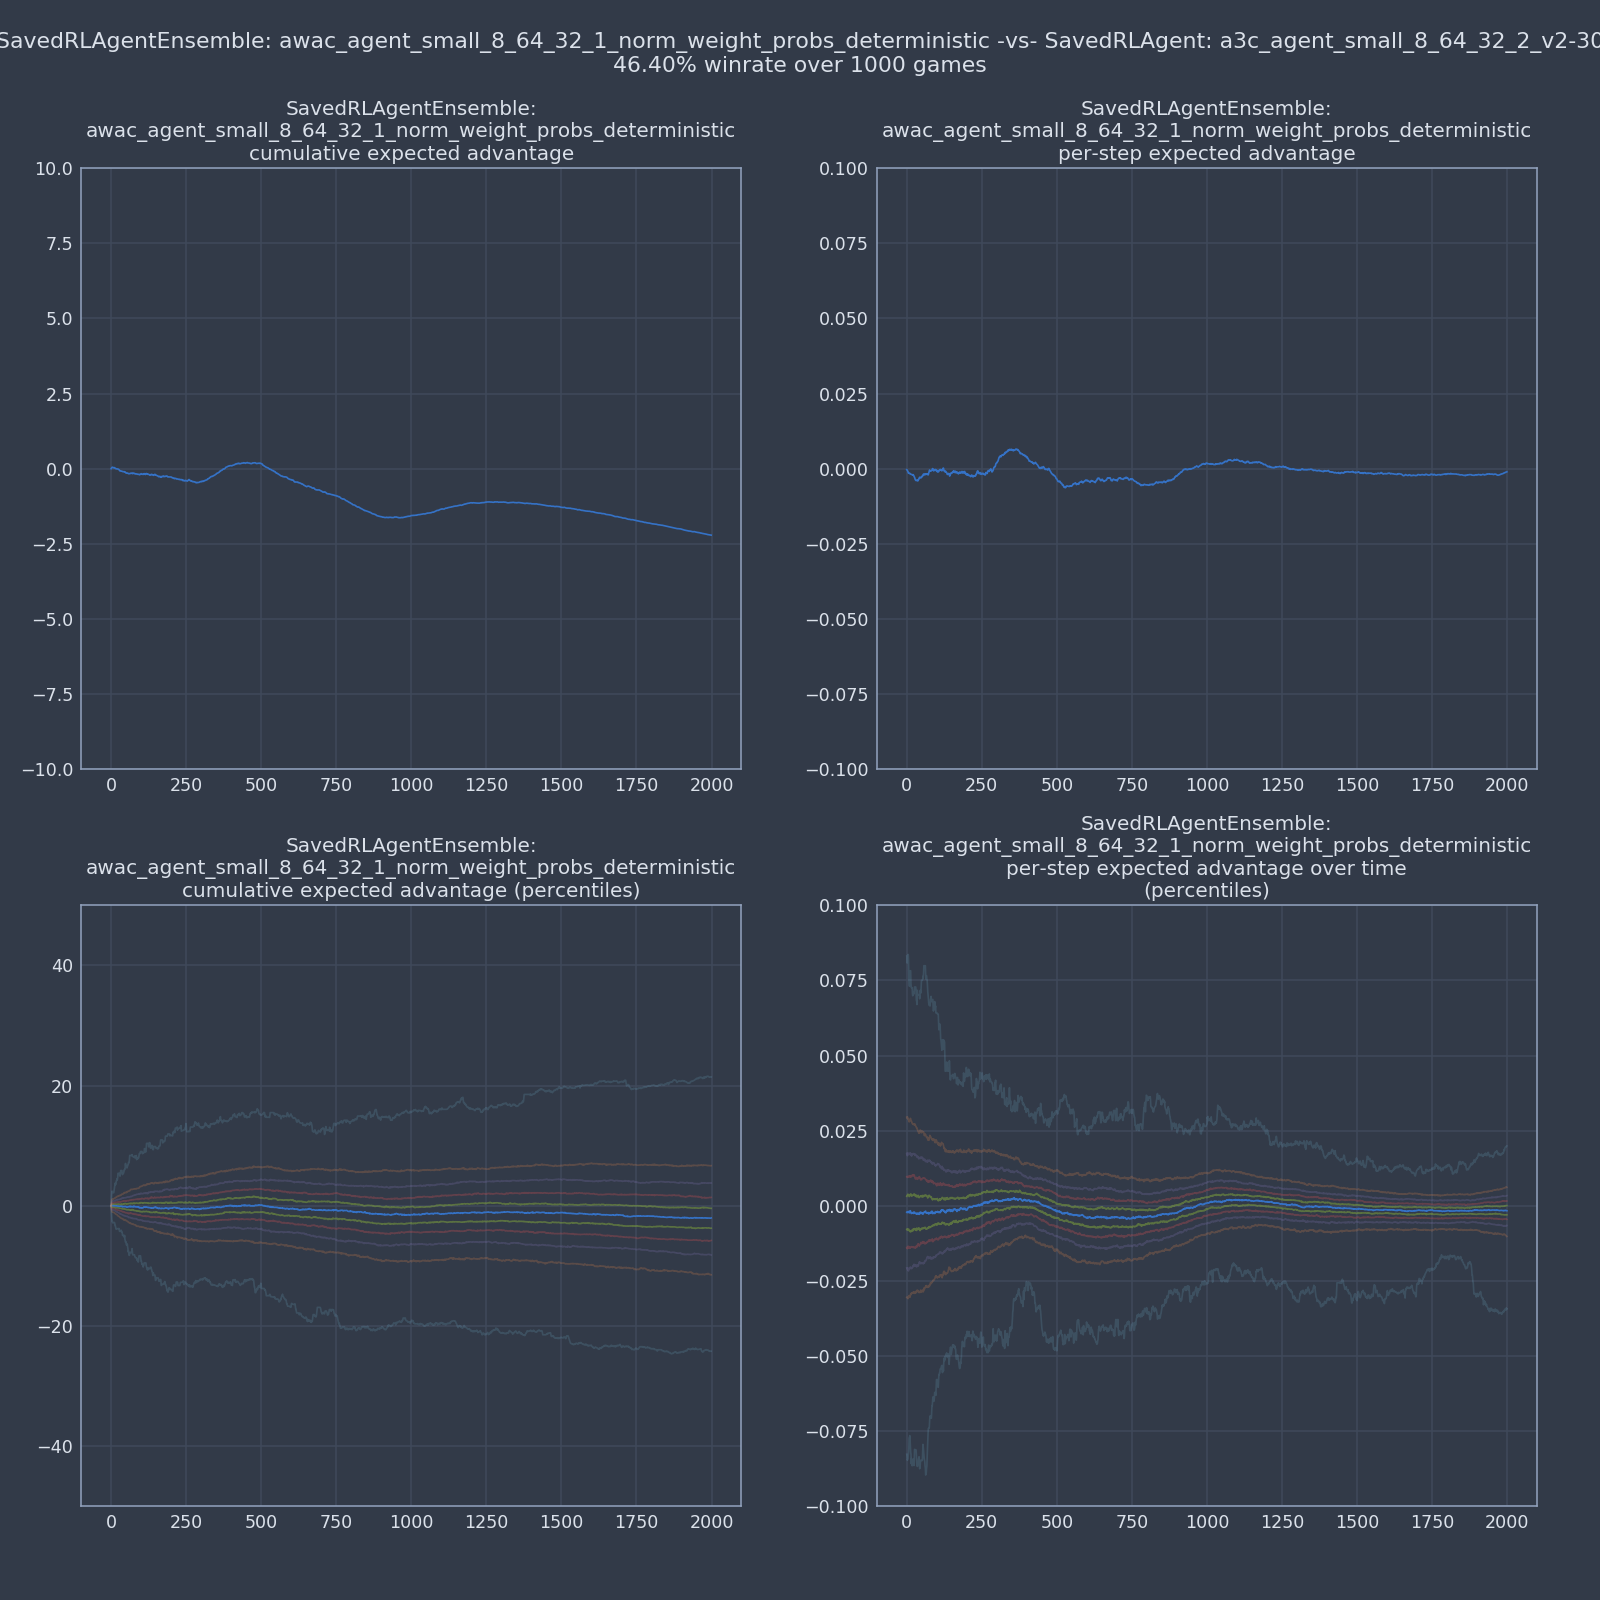 SavedRLAgentEnsemble: awac_agent_small_8_64_32_1_norm_weight_probs_deterministic -vs- SavedRLAgent: a3c_agent_small_8_64_32_2_v2-30
46.40% winrate over 1000 games
SavedRLAgentEnsemble:
awac_agent_small_8_64_32_1_norm_weight_probs_deterministic
cumulative expected advantage
10.0
7.5
5.0
2.5
0.0
−2.5
−5.0
−7.5
−10.0
0 250 500 750 1000 1250 1500 1750 2000
SavedRLAgentEnsemble:
awac_agent_small_8_64_32_1_norm_weight_probs_deterministic
per-step expected advantage
0.100
0.075
0.050
0.025
0.000
−0.025
−0.050
−0.075
−0.100
0 250 500 750 1000 1250 1500 1750 2000
SavedRLAgentEnsemble:
awac_agent_small_8_64_32_1_norm_weight_probs_deterministic
cumulative expected advantage (percentiles)
40
20
0
−20
−40
0 250 500 750 1000 1250 1500 1750 2000
SavedRLAgentEnsemble:
awac_agent_small_8_64_32_1_norm_weight_probs_deterministic
per-step expected advantage over time
(percentiles)
0.100
0.075
0.050
0.025
0.000
−0.025
−0.050
−0.075
−0.100
0 250 500 750 1000 1250 1500 1750 2000